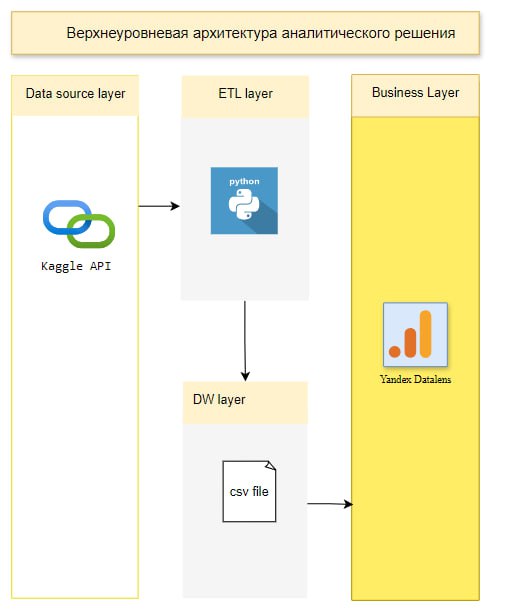 Верхнеуровневая архитектура аналитического решения
Data source layer
ETL layer
Business Layer
python
Kaggle API
Yandex Datalens
DW layer
csv file